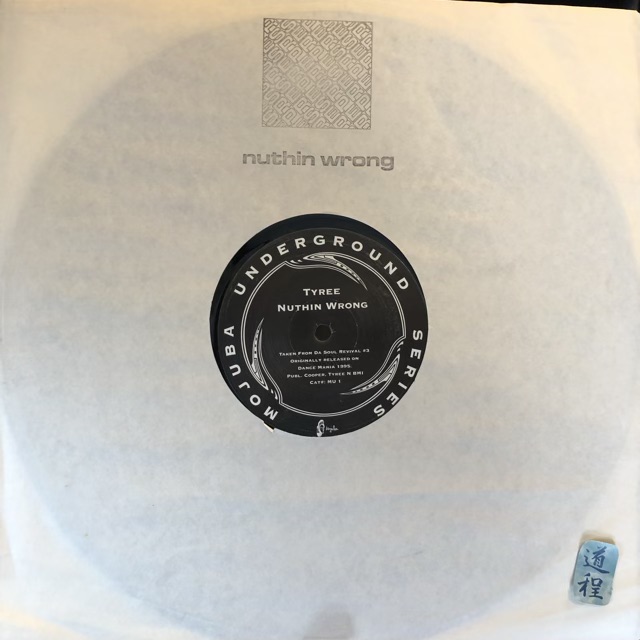 nuthin wrong
MOJUBA UNDERGROUND SERIES
TYREE
NUTHIN WRONG
TAKEN FROM DA SOUL REVIVAL #3
ORIGINALLY RELEASED ON
DANCE MANIA 1995.
PUBL. COOPER, TYREE N BMI
CAT#: MU 1
道
程